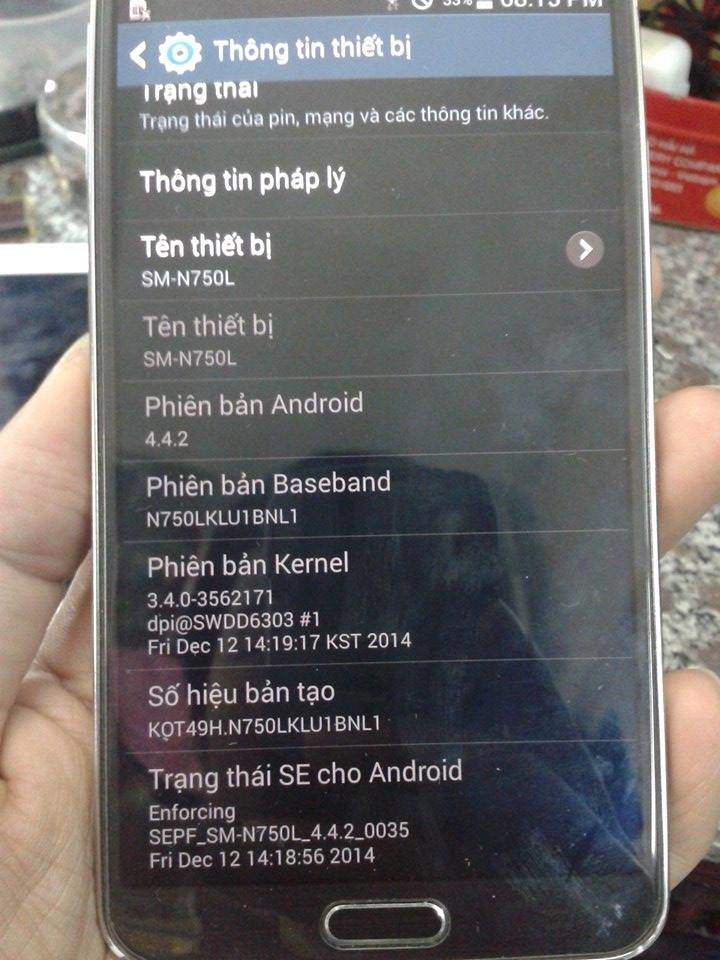 33% 08:15 PM
Thông tin thiết bị
Trạng thái
Trạng thái của pin, mạng và các thông tin khác.
Thông tin pháp lý
Tên thiết bị
SM-N750L
Tên thiết bị
SM-N750L
Phiên bản Android
4.4.2
Phiên bản Baseband
N750LKLU1BNL1
Phiên bản Kernel
3.4.0-3562171
dpi@SWDD6303 #1
Fri Dec 12 14:19:17 KST 2014
Số hiệu bản tạo
KOT49H.N750LKLU1BNL1
Trạng thái SE cho Android
Enforcing
SEPF_SM-N750L_4.4.2_0035
Fri Dec 12 14:18:56 2014